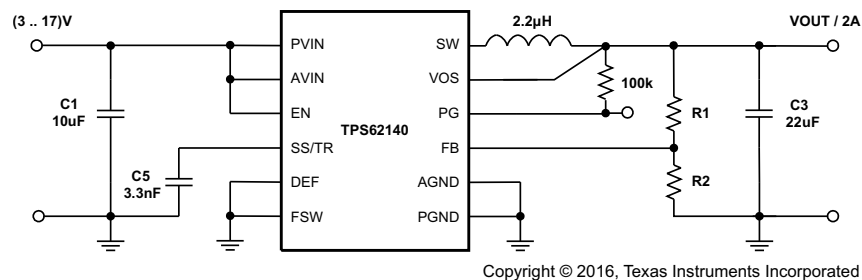 (3 .. 17)V
2.2µH
VOUT / 2A
PVIN
SW
AVIN
VOS
100k
C1
10uF
EN
PG
R1
C3
22uF
TPS62140
SS/TR
FB
C5
3.3nF
DEF
AGND
R2
FSW
PGND
Copyright © 2016, Texas Instruments Incorporated